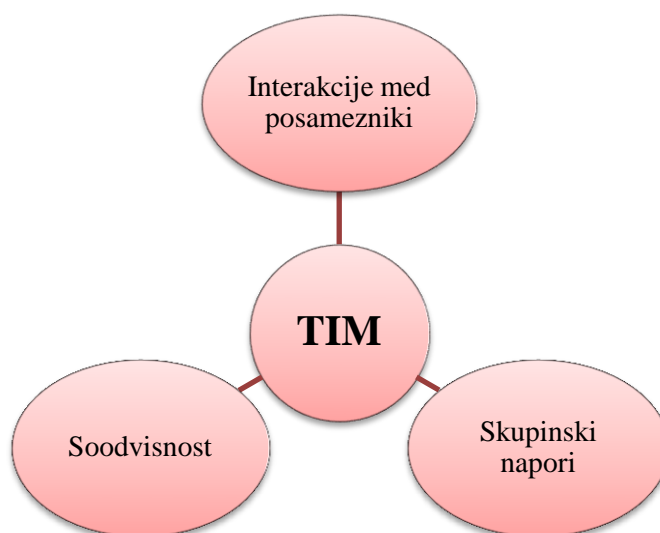 Interakcije med
posamezniki
TIM
Soodvisnost
Skupinski
napori